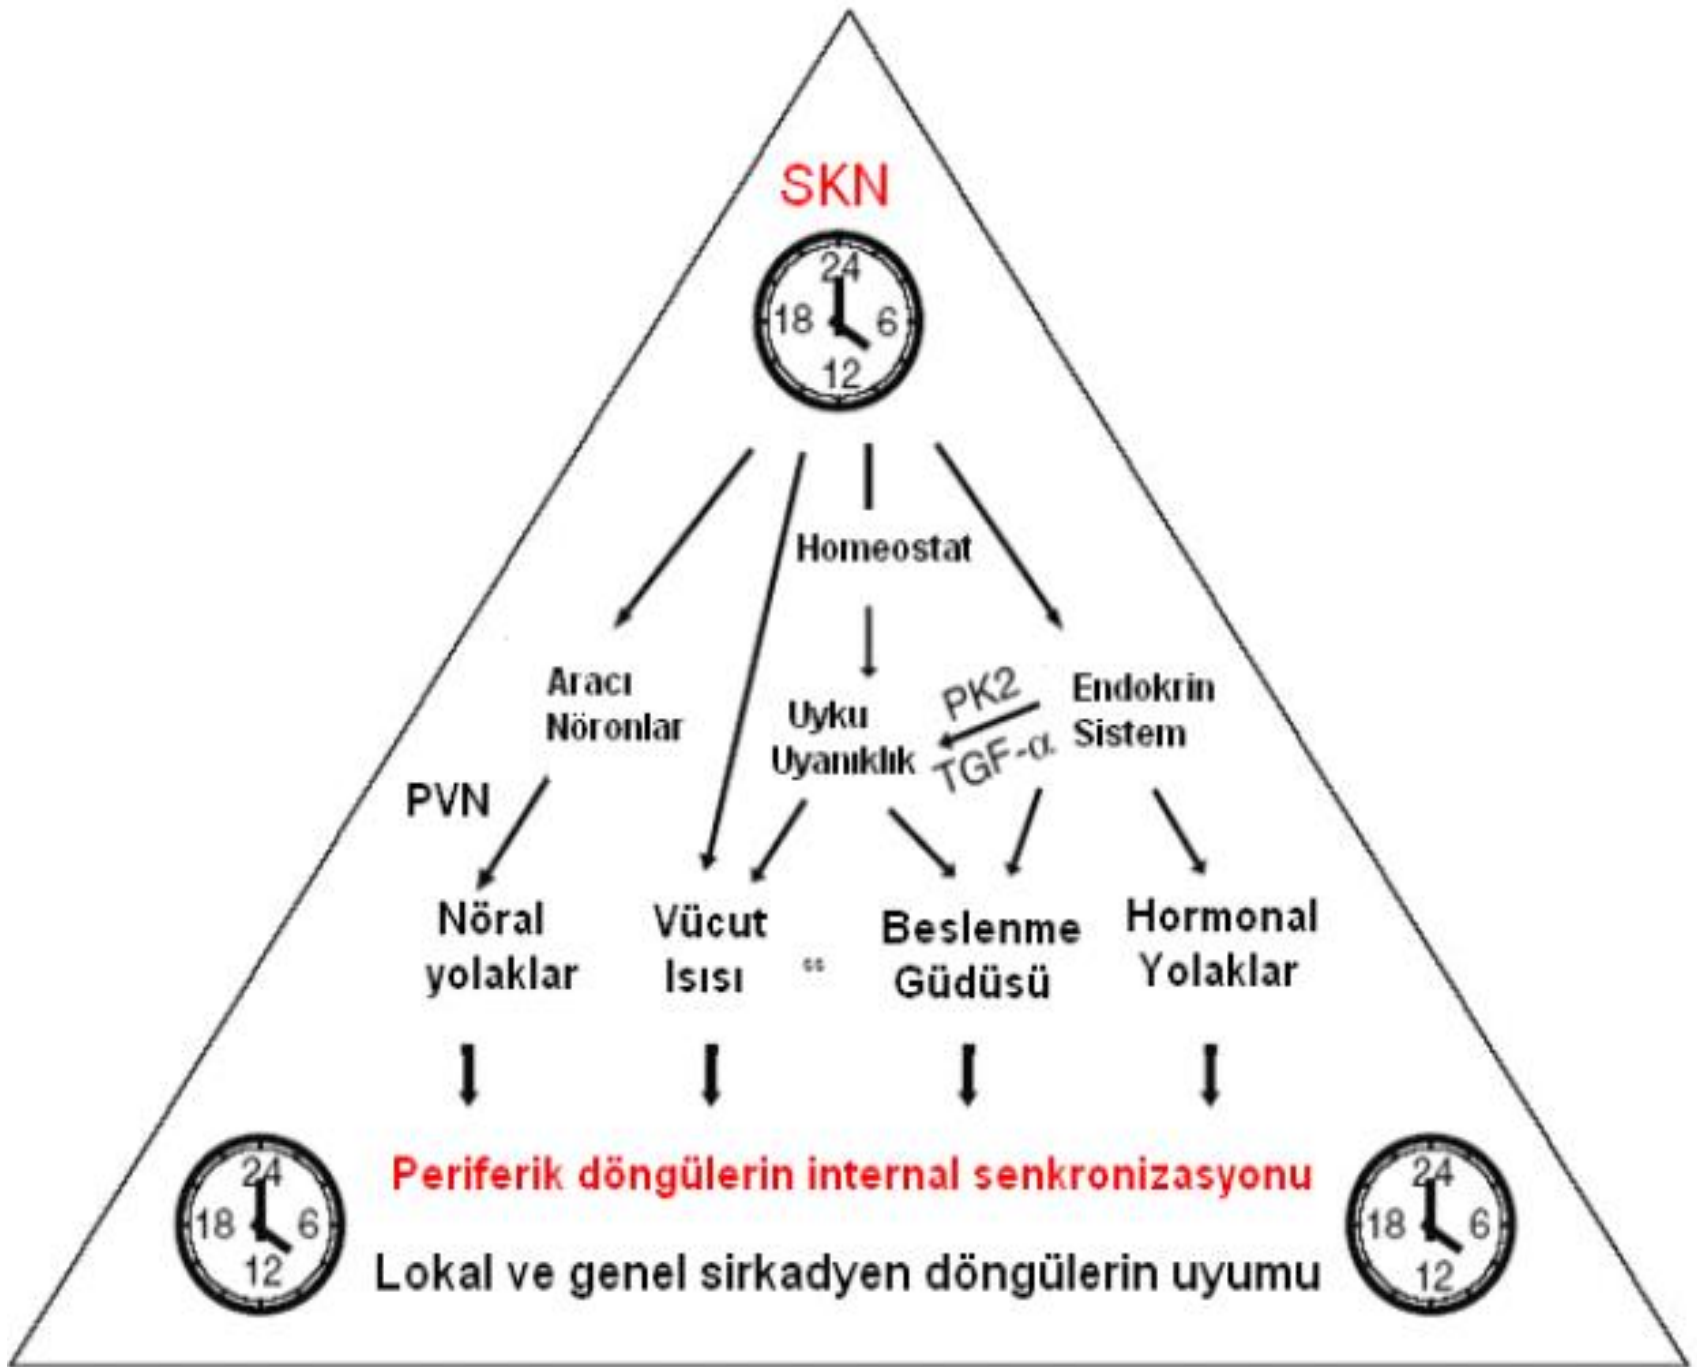 SKN
24
18 6
12
Homeostat
Aracı
Nöronlar
Uyku
Uyanıklık
PK2
TGF-α
Endokrin
Sistem
PVN
Nöral
yolaklar
Vücut
Isısı
Beslenme
Güdüsü
Hormonal
Yolaklar
24
18 6
12
Periferik döngülerin internal senkronizasyonu
Lokal ve genel sirkadyen döngülerin uyumu
24
18 6
12